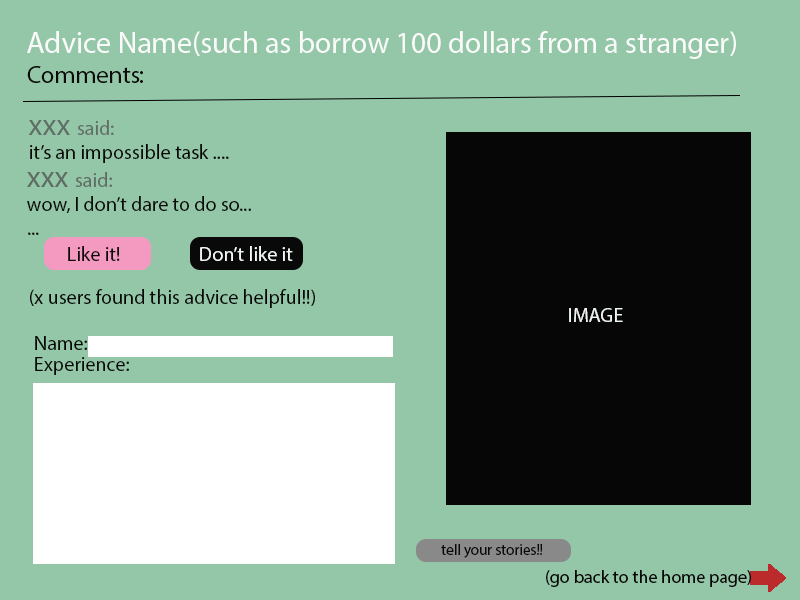 Advice Name(such as borrow 100 dollars from a stranger)
Comments:
XXX said:
it’s an impossible task ....
XXX said:
wow, I don’t dare to do so...
...
Like it!
Don’t like it
(x users found this advice helpful!!)
Name:
Experience:
IMAGE
tell your stories!!
(go back to the home page)